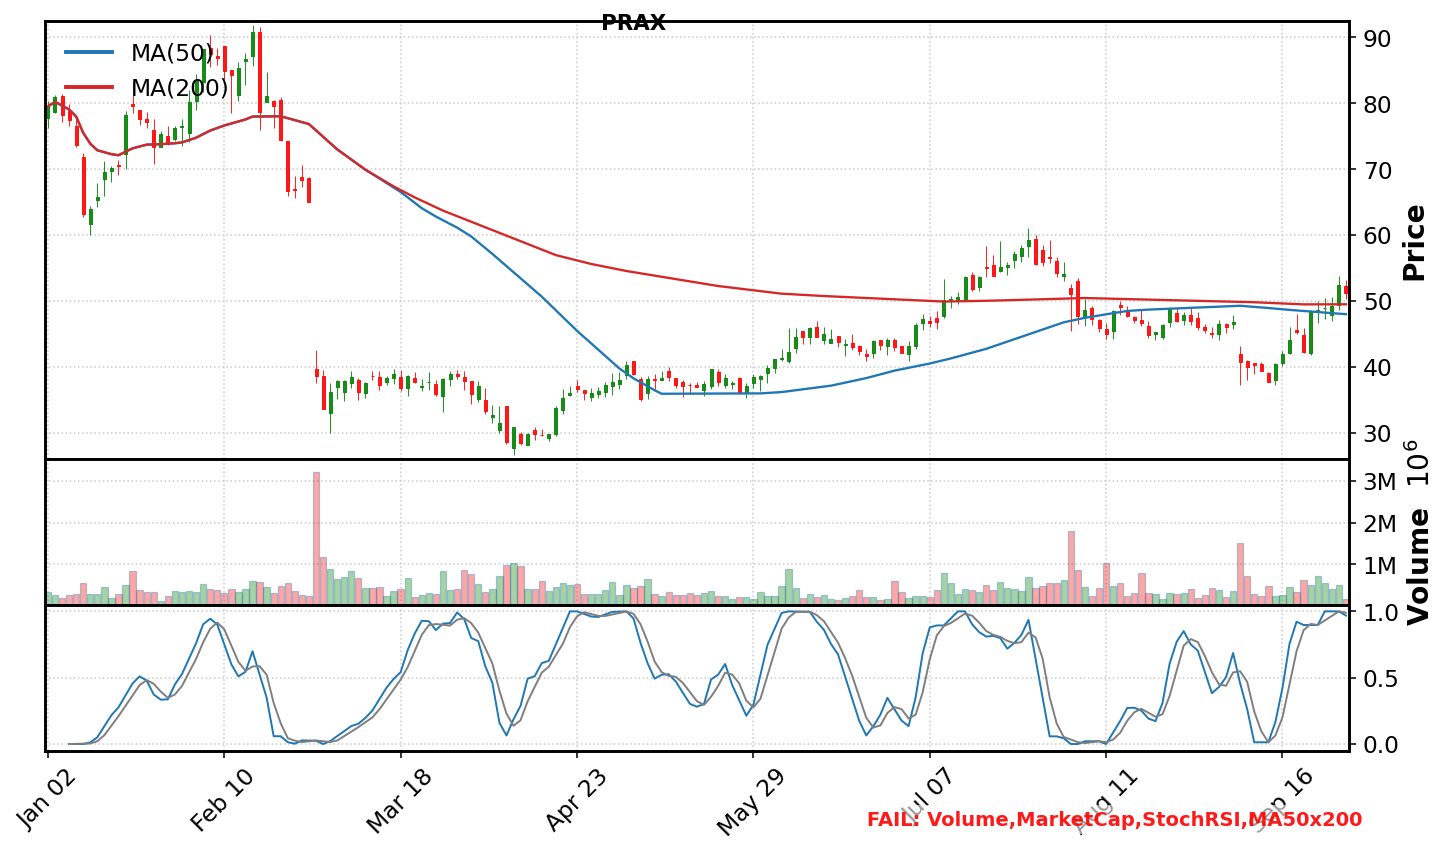 PRAX
MA(50)
MA(200)
90
80
70
60
50
40
30
Price
3M
2M
1M
Volume 10^6
1.0
0.5
0.0
Jan 02
Feb 10
Mar 18
Apr 23
May 29
Jul 07
Aug 11
Sep 16
FAIL: Volume,MarketCap,StochRSI,MA50x200